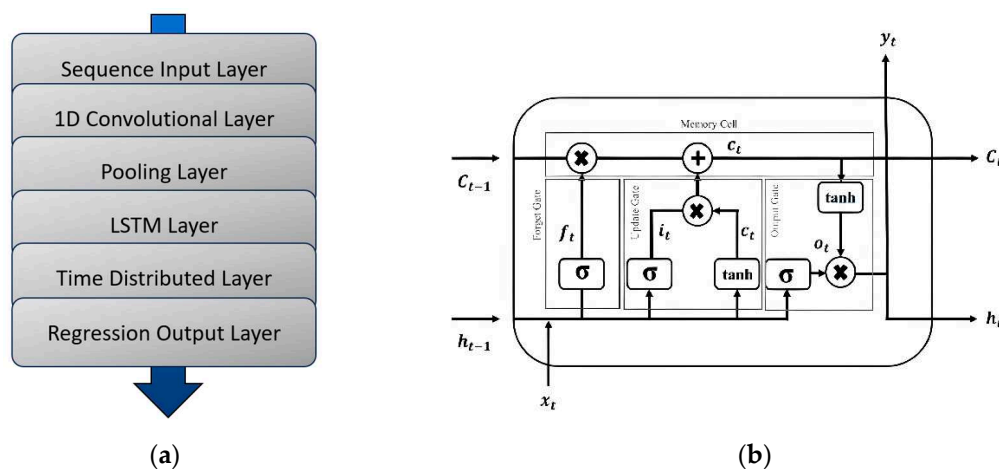 Sequence Input Layer
1D Convolutional Layer
Pooling Layer
LSTM Layer
Time Distributed Layer
Regression Output Layer
(a)
y_t
Memory Cell
C_{t-1}
c_t
C_t
Forget Gate
Update Gate
Output Gate
tanh
f_t
i_t
c_t
o_t
σ
σ
tanh
σ
h_{t-1}
h_t
x_t
(b)